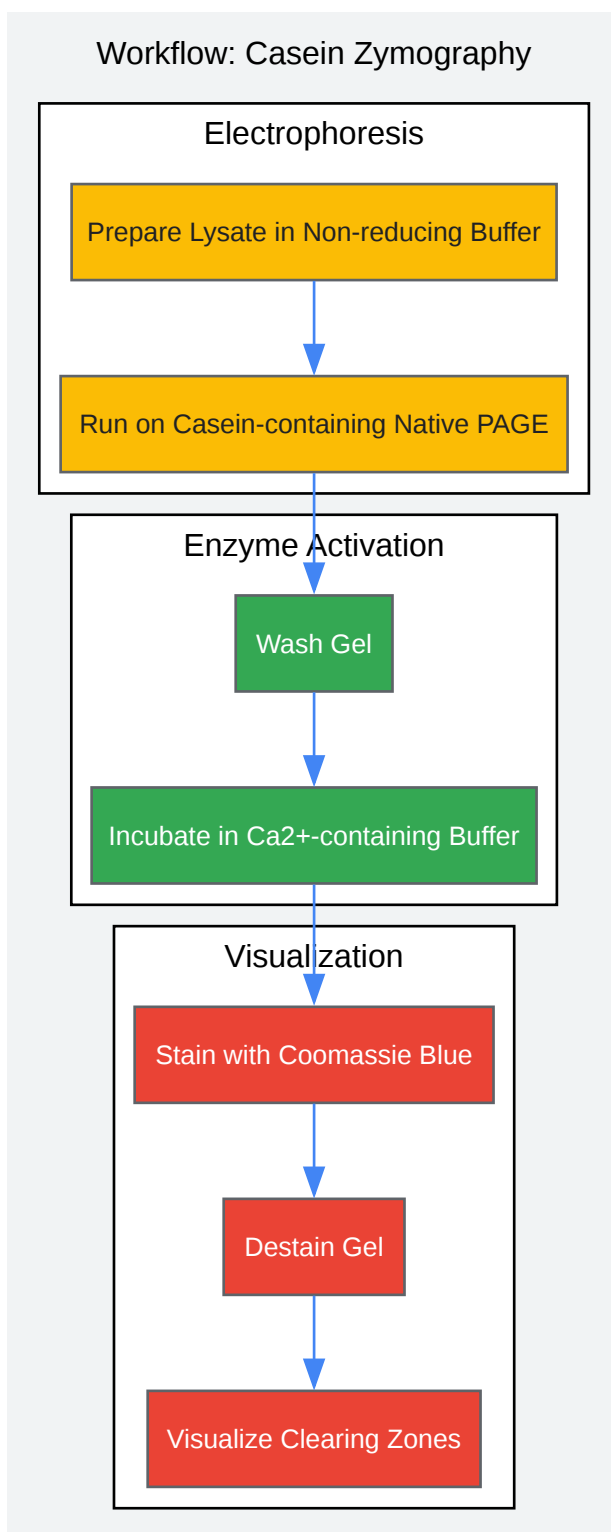 Workflow: Casein Zymography
Electrophoresis
Prepare Lysate in Non-reducing Buffer
Run on Casein-containing Native PAGE
Enzyme Activation
Wash Gel
Incubate in Ca2+-containing Buffer
Visualization
Stain with Coomassie Blue
Destain Gel
Visualize Clearing Zones